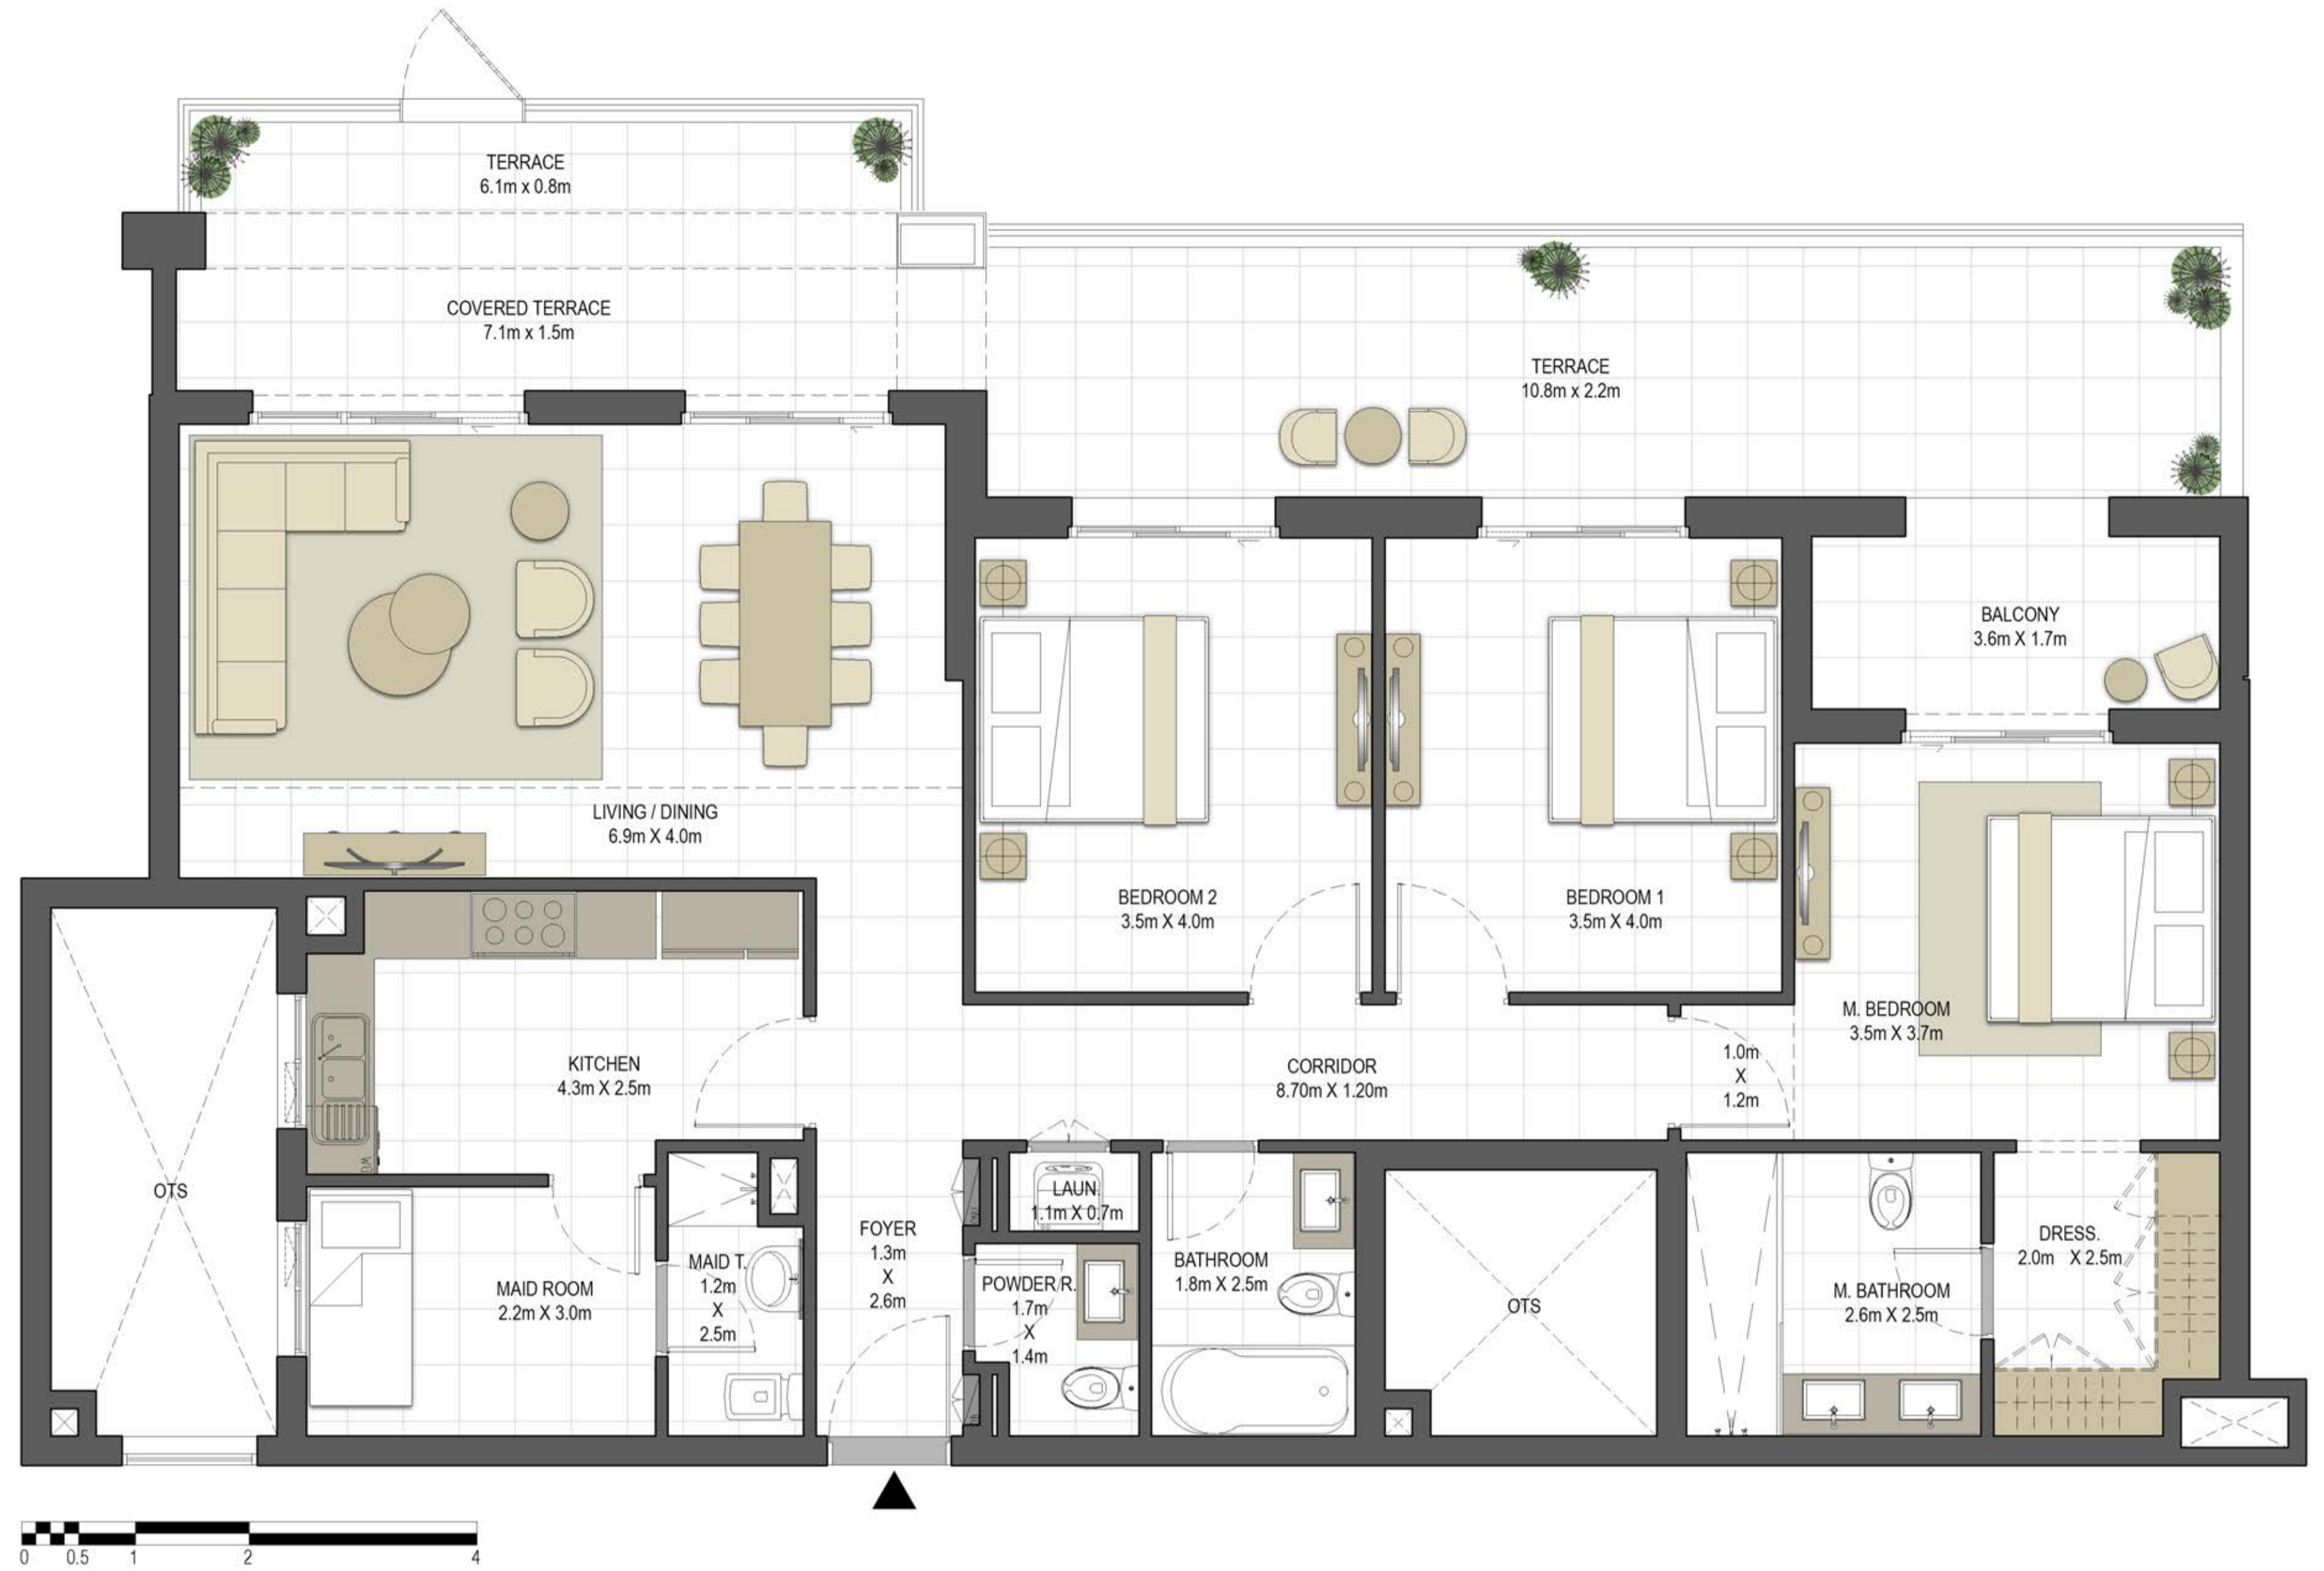 TERRACE
6.1m x 0.8m
COVERED TERRACE
7.1m x 1.5m
TERRACE
10.8m x 2.2m
BALCONY
3.6m X 1.7m
LIVING / DINING
6.9m X 4.0m
BEDROOM 2
3.5m X 4.0m
BEDROOM 1
3.5m X 4.0m
M. BEDROOM
3.5m X 3.7m
KITCHEN
4.3m X 2.5m
CORRIDOR
8.70m X 1.20m
1.0m
X
1.2m
WD
OTS
MAID ROOM
2.2m X 3.0m
MAID T.
1.2m
X
2.5m
FOYER
1.3m
X
2.6m
LAUN.
1.1m X 0.7m
POWDER R.
1.7m
X
1.4m
BATHROOM
1.8m X 2.5m
OTS
M. BATHROOM
2.6m X 2.5m
DRESS.
2.0m X 2.5m
0 0.5 1 2 4